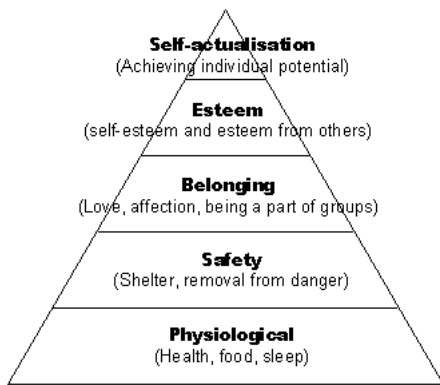 Self-actualisation
(Achieving individual potential)
Esteem
(self-esteem and esteem from others)
Belonging
(Love, affection, being a part of groups)
Safety
(Shelter, removal from danger)
Physiological
(Health, food, sleep)